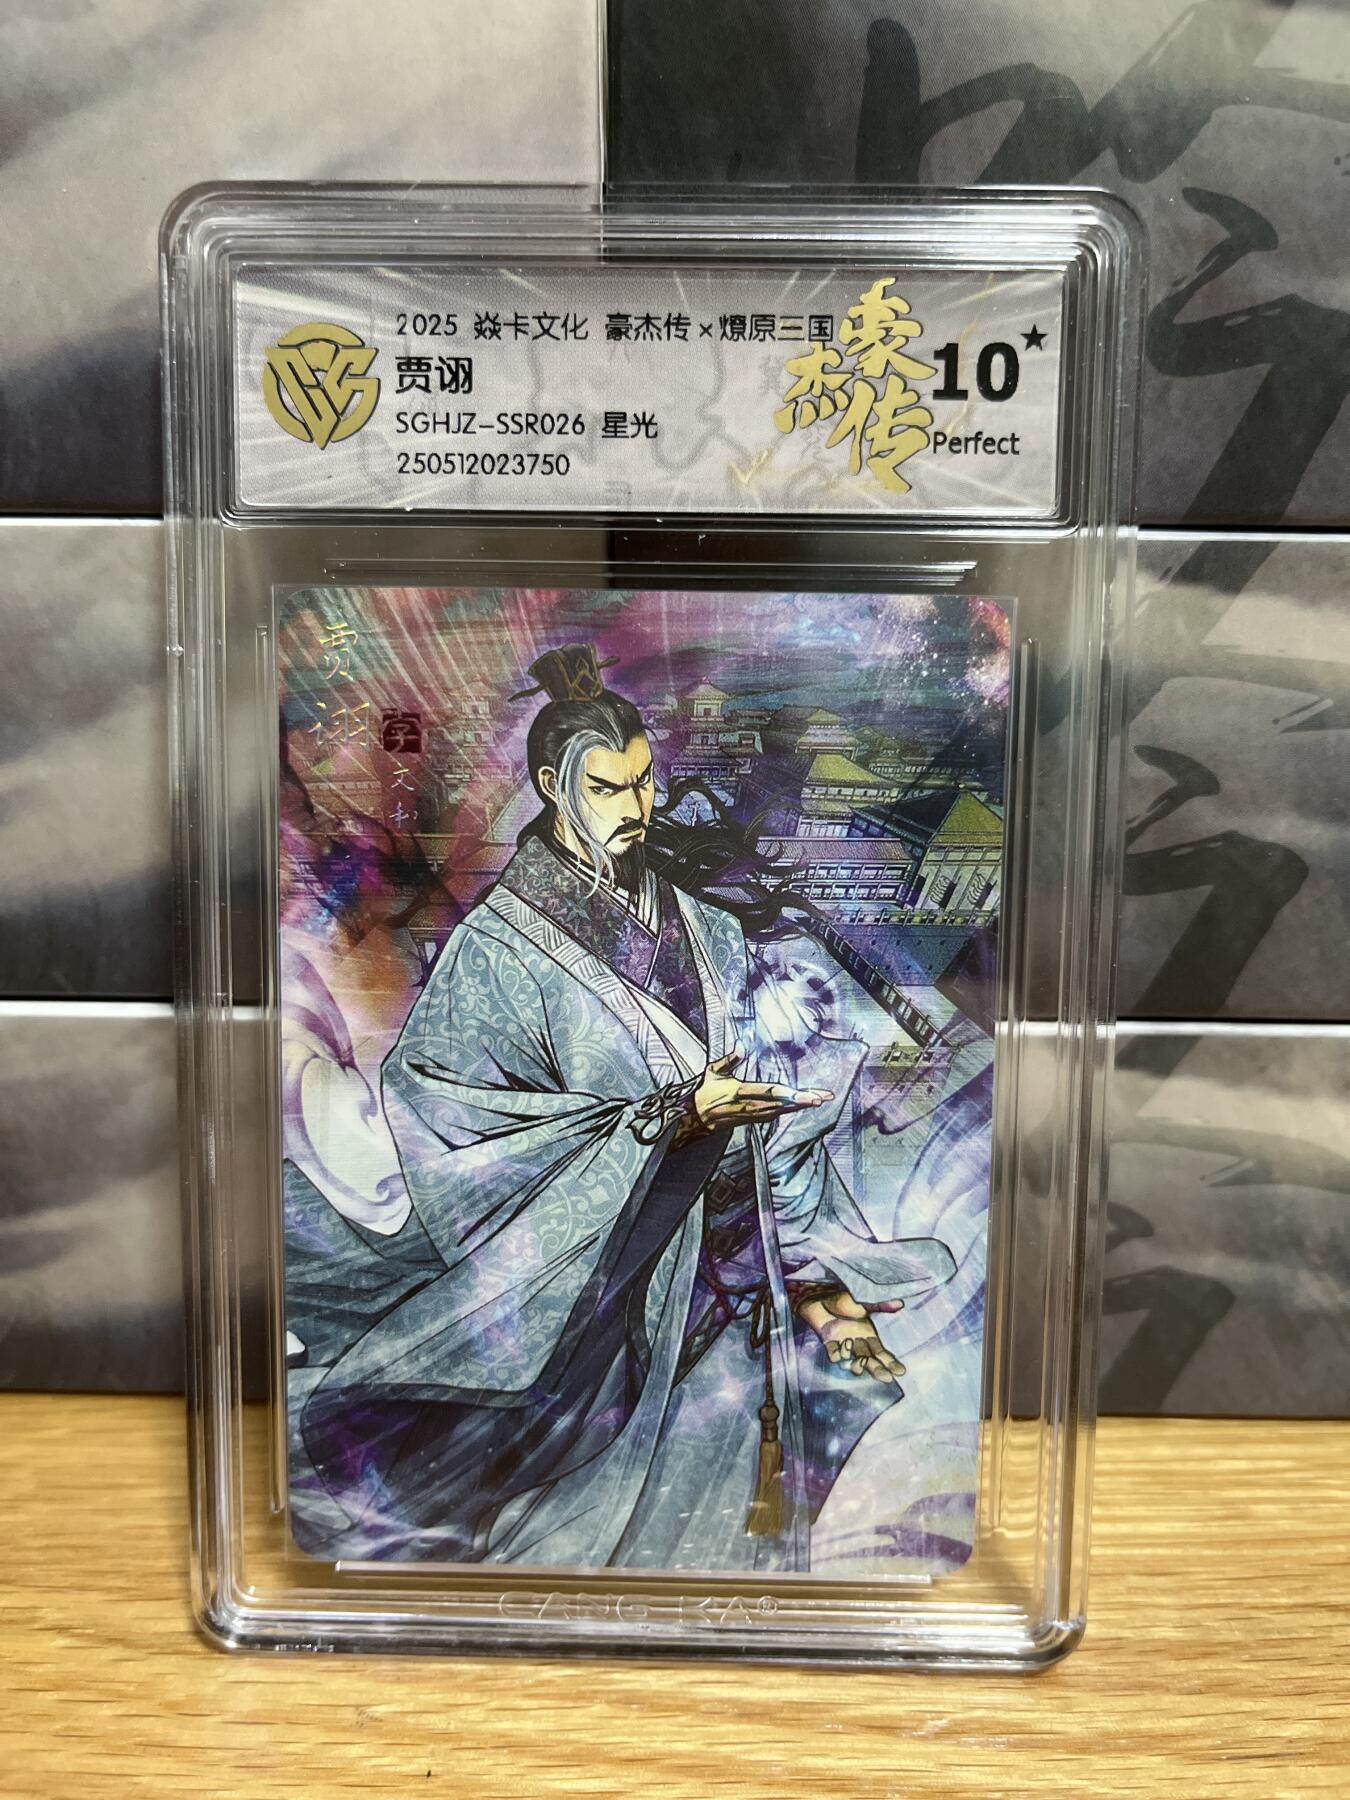 2025 焱卡文化 豪杰传×燎原三国
贾诩
SGHJZ-SSR026 星光
250512023750
豪杰传
10★
Perfect
贾诩
字
文和
CANG KA®